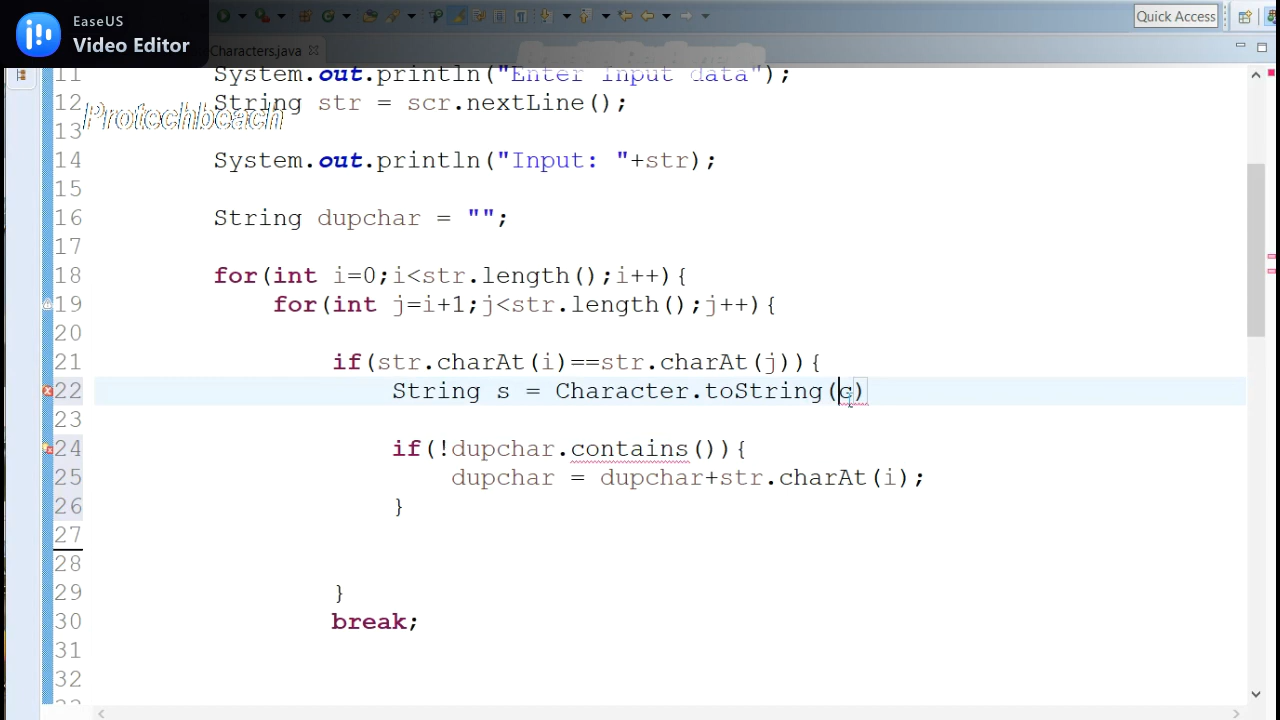 EaseUS
Video Editor
Quick Access
Characters.java
11 System.out.println("Enter Input data");
12 String str = scr.nextLine();
Protechbeach
13
14 System.out.println("Input: "+str);
15
16 String dupchar = "";
17
18 for(int i=0;i<str.length();i++){
19 for(int j=i+1;j<str.length();j++){
20
21 if(str.charAt(i)==str.charAt(j)){
22 String s = Character.toString(c)
23
24 if(!dupchar.contains()){
25 dupchar = dupchar+str.charAt(i);
26 }
27
28
29 }
30 break;
31
32